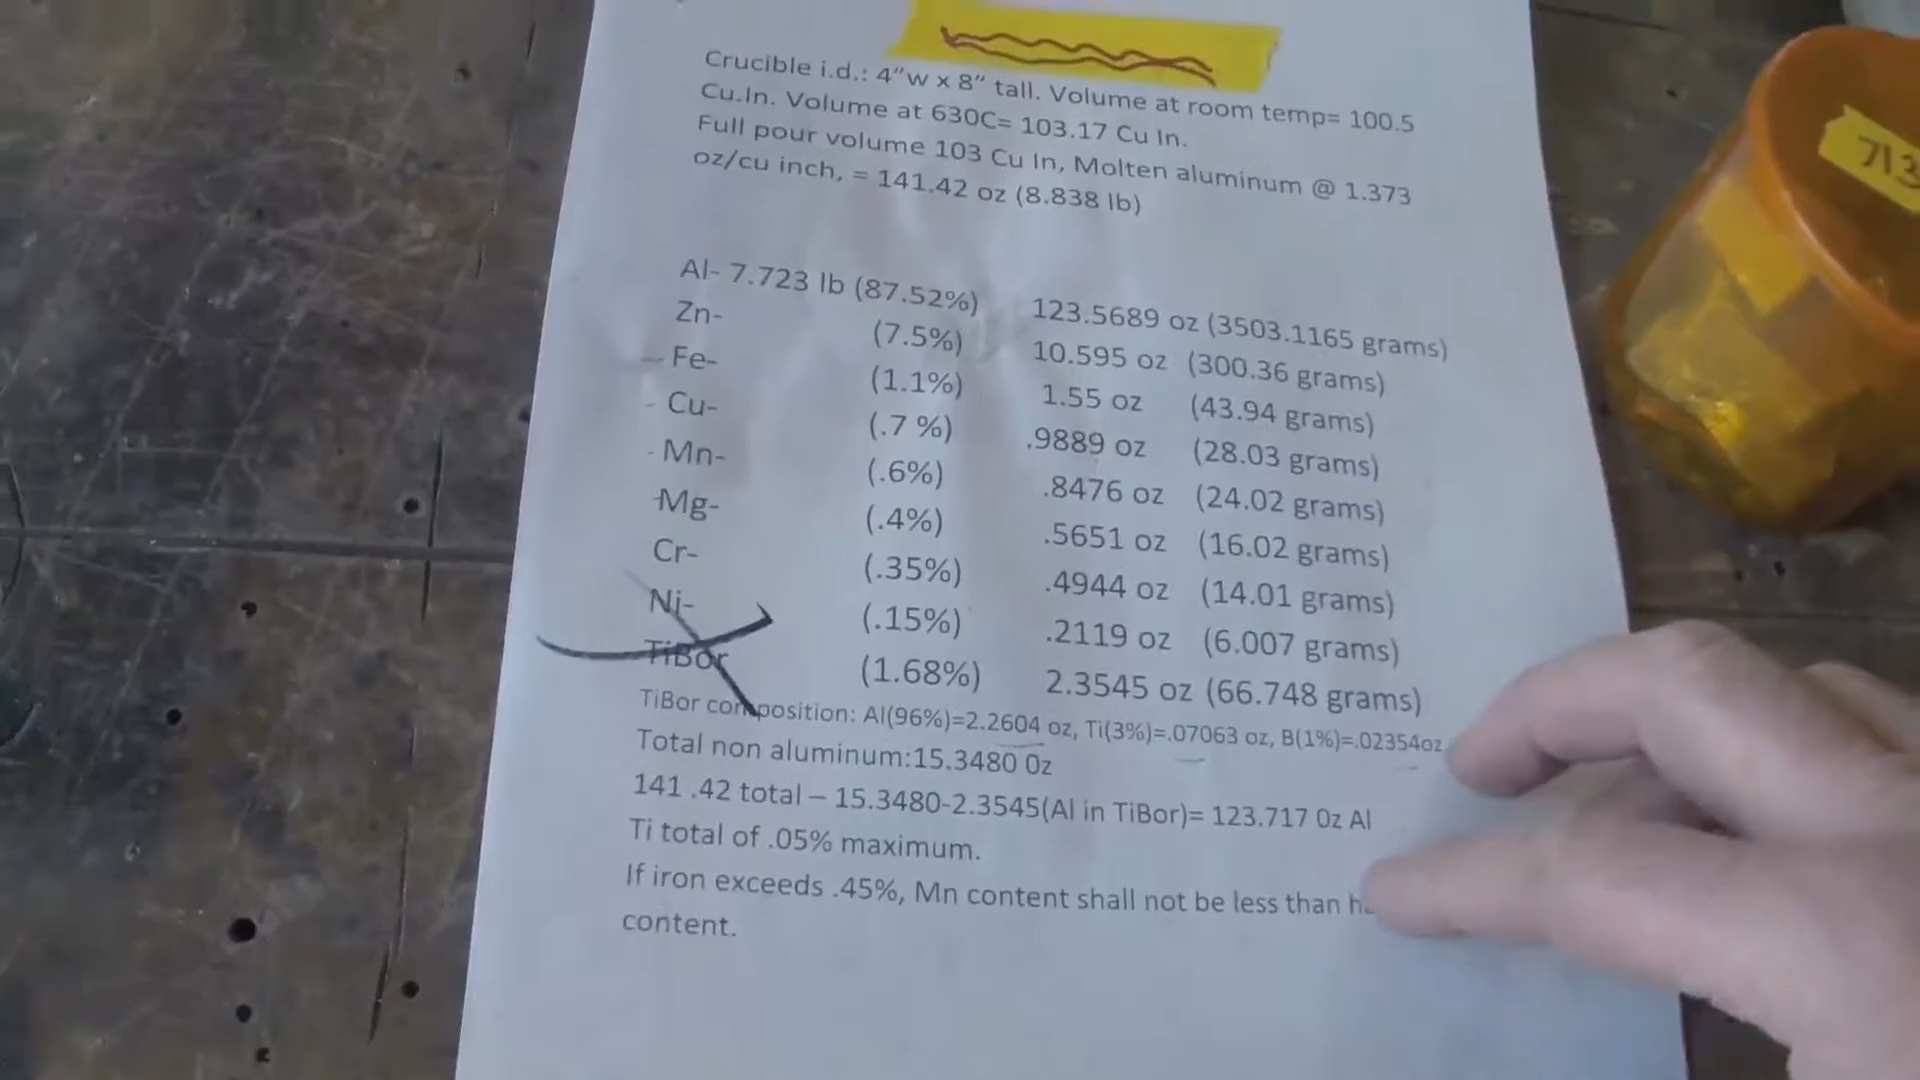 Crucible i.d.: 4”w x 8” tall. Volume at room temp= 100.5
Cu.In. Volume at 630C= 103.17 Cu In.
Full pour volume 103 Cu In, Molten aluminum @ 1.373
oz/cu inch, = 141.42 oz (8.838 lb)
Al- 7.723 lb (87.52%) 123.5689 oz (3503.1165 grams)
Zn- (7.5%) 10.595 oz (300.36 grams)
Fe- (1.1%) 1.55 oz (43.94 grams)
Cu- (.7 %) .9889 oz (28.03 grams)
Mn- (.6%) .8476 oz (24.02 grams)
Mg- (.4%) .5651 oz (16.02 grams)
Cr- (.35%) .4944 oz (14.01 grams)
Ni- (.15%) .2119 oz (6.007 grams)
TiBor (1.68%) 2.3545 oz (66.748 grams)
TiBor composition: Al(96%)=2.2604 oz, Ti(3%)=.07063 oz, B(1%)=.02354oz
Total non aluminum:15.3480 Oz
141 .42 total – 15.3480-2.3545(Al in TiBor)= 123.717 Oz Al
Ti total of .05% maximum.
If iron exceeds .45%, Mn content shall not be less than
content.
713